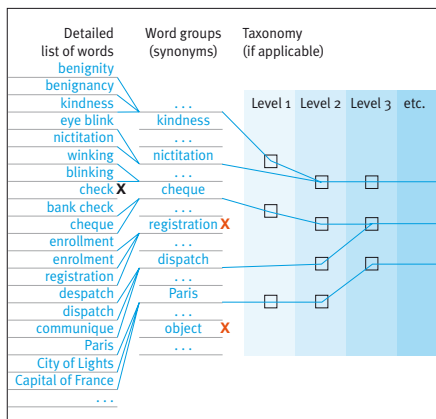 Detailed
list of words
Word groups
(synonyms)
Taxonomy
(if applicable)
benignity
benignancy
kindness
eye blink
nictitation
winking
blinking
check X
bank check
cheque
enrollment
enrolment
registration
despatch
dispatch
communique
Paris
City of Lights
Capital of France
. . .
. . .
kindness
. . .
nictitation
. . .
cheque
. . .
registration X
. . .
dispatch
. . .
Paris
. . .
object X
. . .
Level 1
Level 2
Level 3
etc.